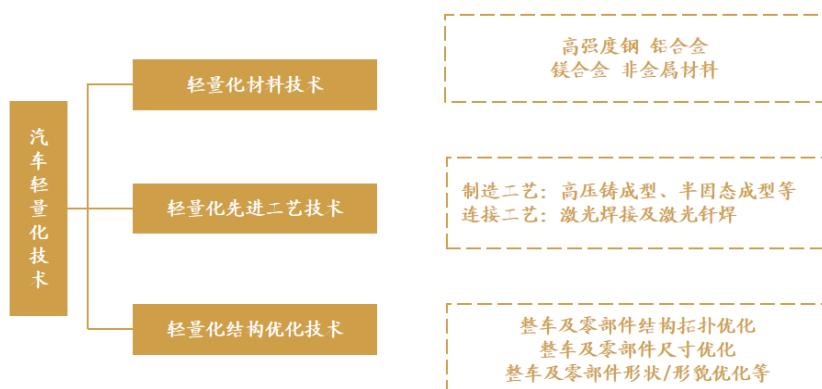 汽车轻量化技术
轻量化材料技术
高强度钢 铝合金
镁合金 非金属材料
轻量化先进工艺技术
制造工艺：高压铸成型、半固态成型等
连接工艺：激光焊接及激光钎焊
轻量化结构优化技术
整车及零部件结构拓扑优化
整车及零部件尺寸优化
整车及零部件形状/形貌优化等